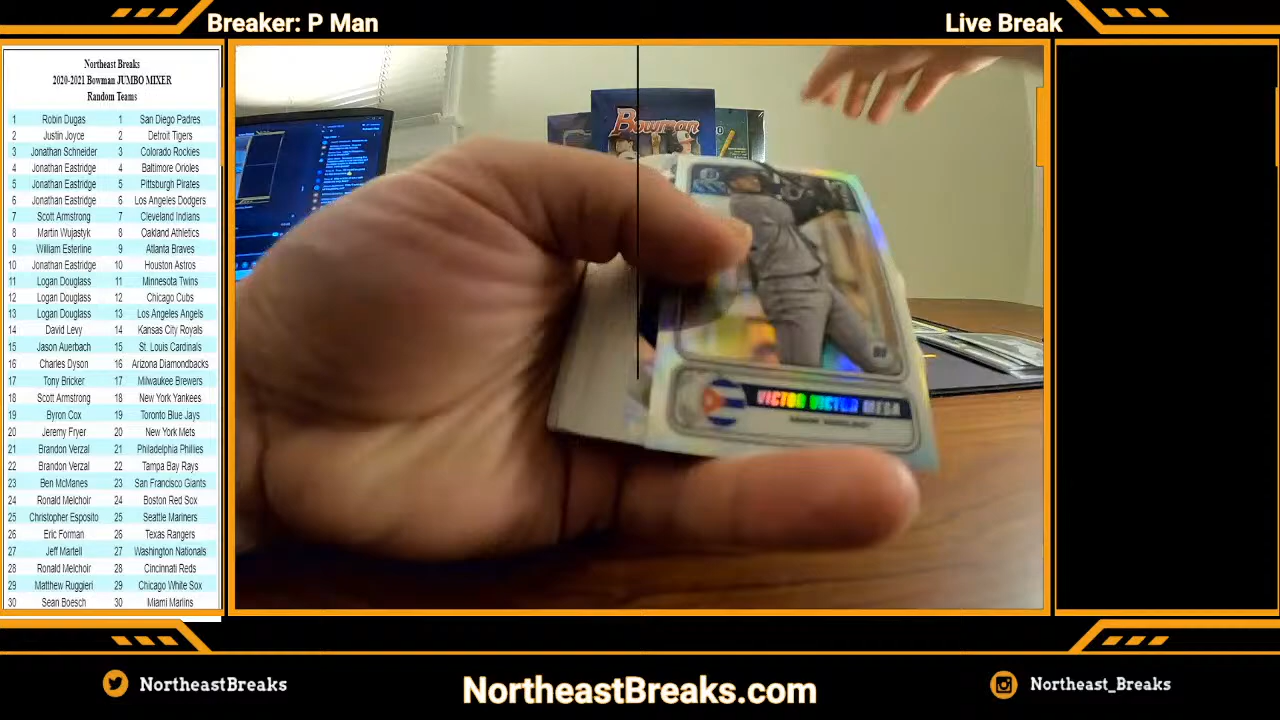 Breaker: P Man
Live Break
Northeast Breaks
2020-2021 Bowman JUMBO MIXER
Random Teams
1 Robin Dugas 1 San Diego Padres
2 Justin Joyce 2 Detroit Tigers
3 Jonathan Schneider 3 Colorado Rockies
4 Jonathan Eastridge 4 Baltimore Orioles
5 Jonathan Eastridge 5 Pittsburgh Pirates
6 Jonathan Eastridge 6 Los Angeles Dodgers
7 Scott Armstrong 7 Cleveland Indians
8 Martin Wujastyk 8 Oakland Athletics
9 William Esterline 9 Atlanta Braves
10 Jonathan Eastridge 10 Houston Astros
11 Logan Douglass 11 Minnesota Twins
12 Logan Douglass 12 Chicago Cubs
13 Logan Douglass 13 Los Angeles Angels
14 David Levy 14 Kansas City Royals
15 Jason Auerbach 15 St. Louis Cardinals
16 Charles Dyson 16 Arizona Diamondbacks
17 Tony Bricker 17 Milwaukee Brewers
18 Scott Armstrong 18 New York Yankees
19 Byron Cox 19 Toronto Blue Jays
20 Jeremy Fryer 20 New York Mets
21 Brandon Verzal 21 Philadelphia Phillies
22 Brandon Verzal 22 Tampa Bay Rays
23 Ben McManes 23 San Francisco Giants
24 Ronald Melchoir 24 Boston Red Sox
25 Christopher Esposito 25 Seattle Mariners
26 Eric Forman 26 Texas Rangers
27 Jeff Martell 27 Washington Nationals
28 Ronald Melchoir 28 Cincinnati Reds
29 Matthew Ruggieri 29 Chicago White Sox
30 Sean Boesch 30 Miami Marlins
Bowman
VICTOR VICTOR MESA
NortheastBreaks
NortheastBreaks.com
Northeast_Breaks